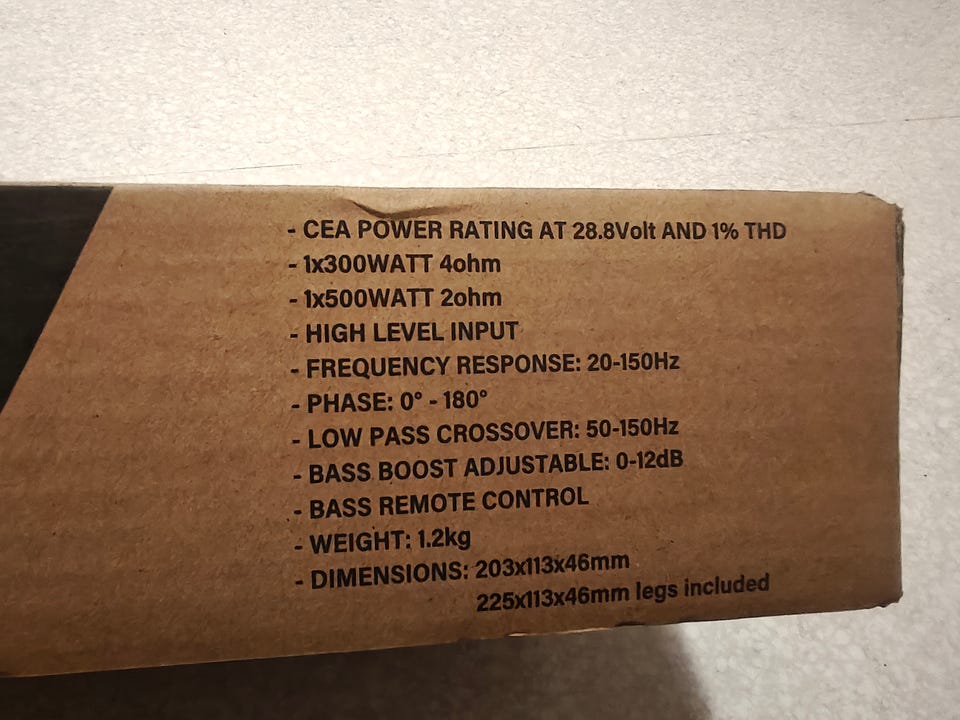 - CEA POWER RATING AT 28.8Volt AND 1% THD
- 1x300WATT 4ohm
- 1x500WATT 2ohm
- HIGH LEVEL INPUT
- FREQUENCY RESPONSE: 20-150Hz
- PHASE: 0° - 180°
- LOW PASS CROSSOVER: 50-150Hz
- BASS BOOST ADJUSTABLE: 0-12dB
- BASS REMOTE CONTROL
- WEIGHT: 1.2kg
- DIMENSIONS: 203x113x46mm
225x113x46mm legs included